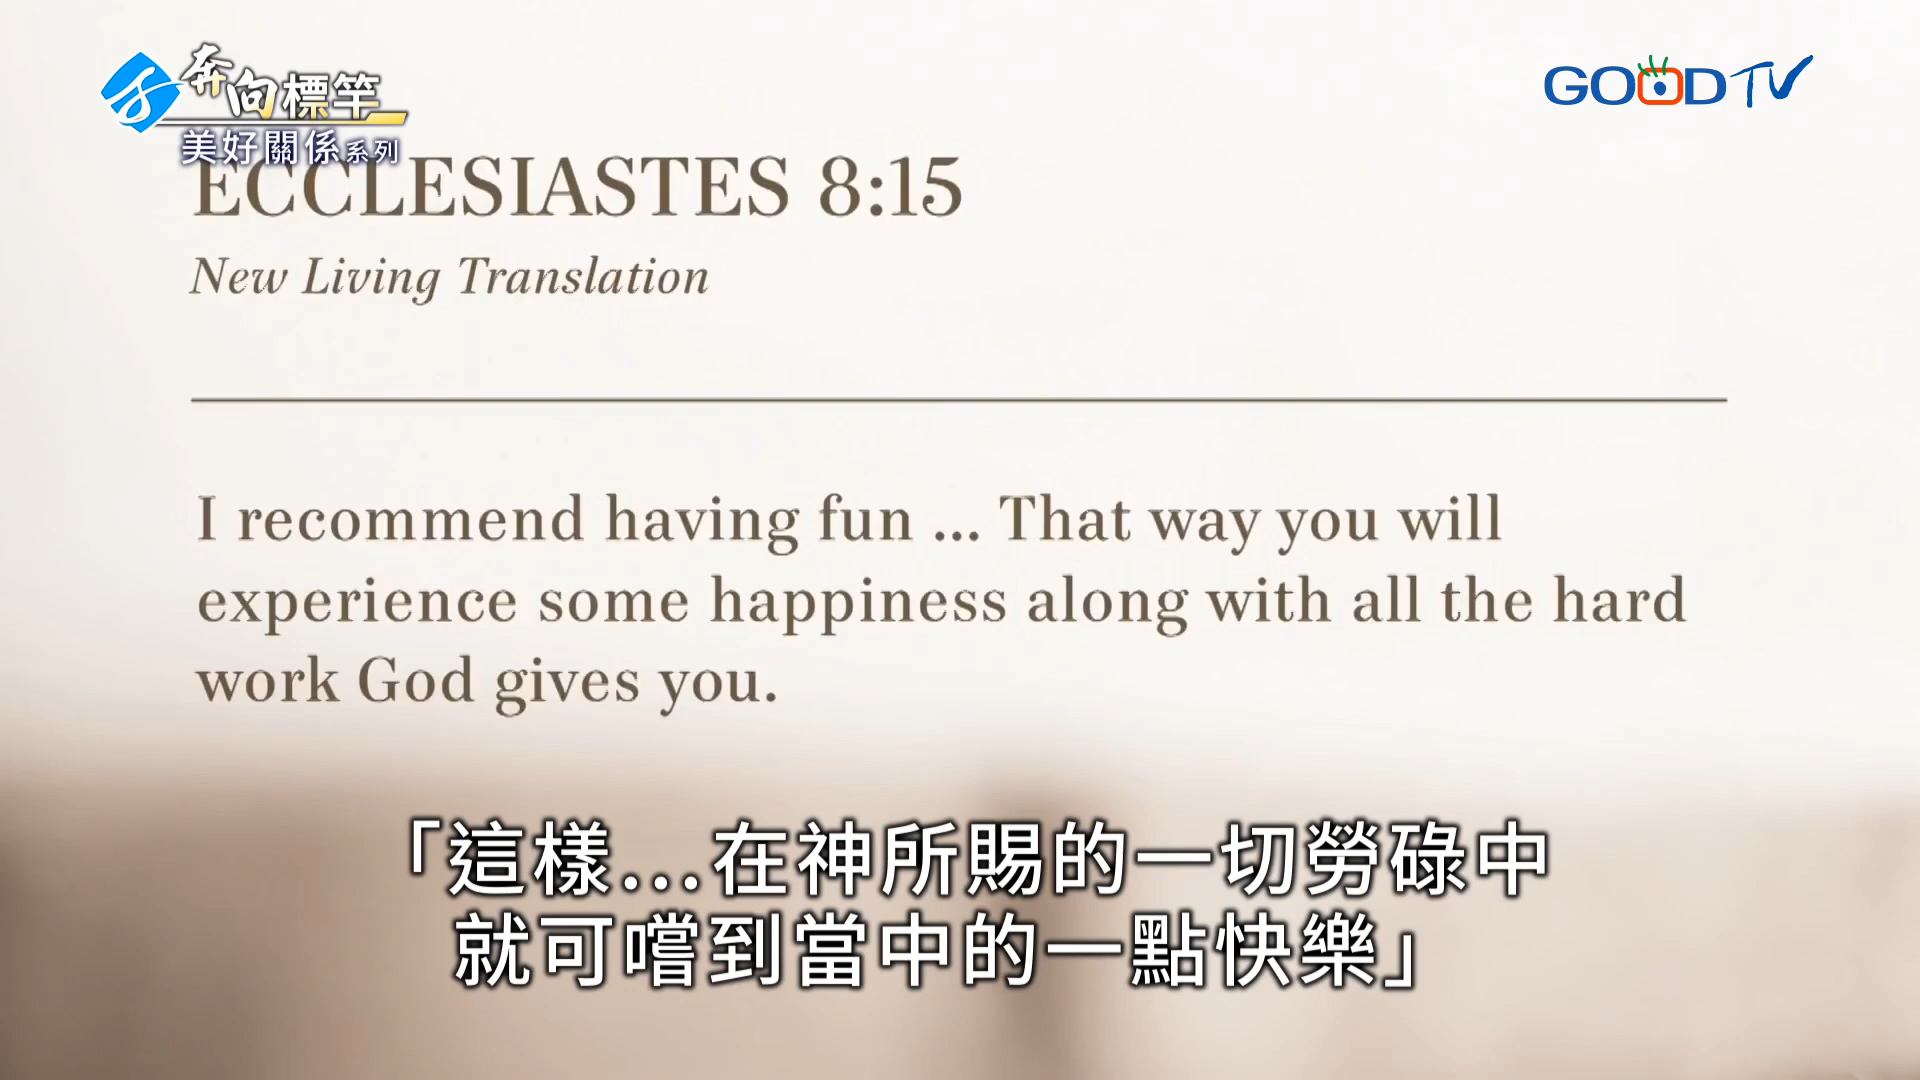 奔向標竿
GOOD TV
美好關係系列
ECCLESIASTES 8:15
New Living Translation
I recommend having fun ... That way you will
experience some happiness along with all the hard
work God gives you.
「這樣...在神所賜的一切勞碌中
就可嚐到當中的一點快樂」